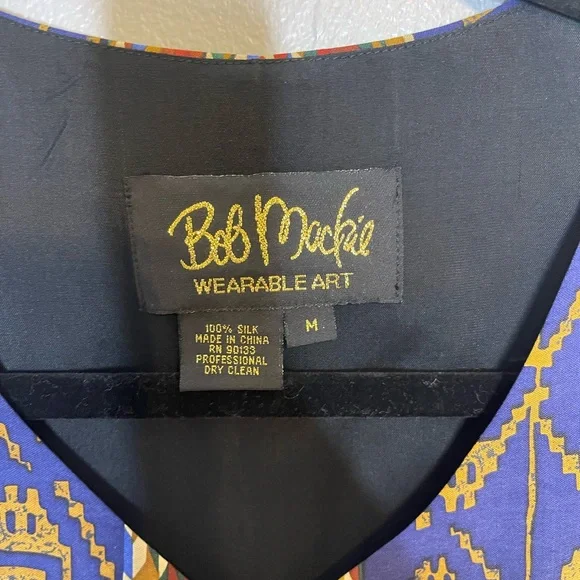 Bob Mackie
WEARABLE ART
M
100% SILK
MADE IN CHINA
RN 90133
PROFESSIONAL
DRY CLEAN